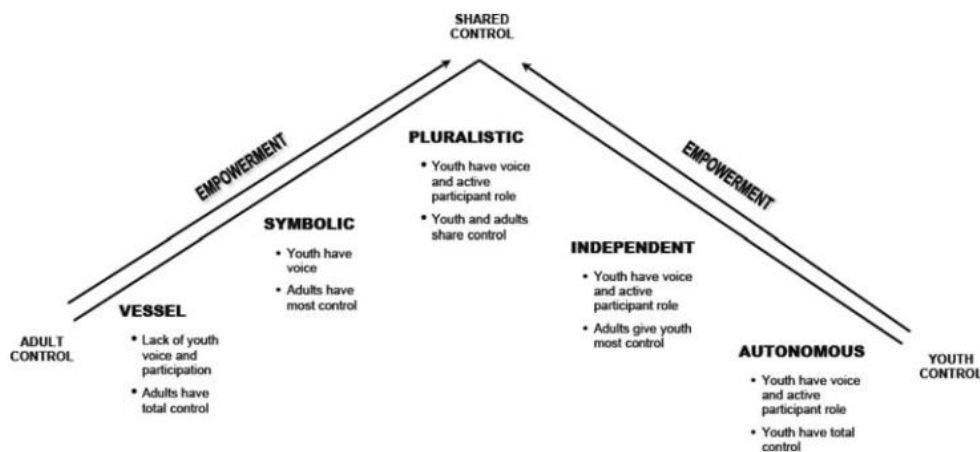 SHARED
CONTROL
EMPOWERMENT
EMPOWERMENT
PLURALISTIC
• Youth have voice
and active
participant role
• Youth and adults
share control
SYMBOLIC
• Youth have
voice
• Adults have
most control
INDEPENDENT
• Youth have voice
and active
participant role
• Adults give youth
most control
VESSEL
• Lack of youth
voice and
participation
• Adults have
total control
ADULT
CONTROL
AUTONOMOUS
• Youth have voice
and active
participant role
• Youth have total
control
YOUTH
CONTROL